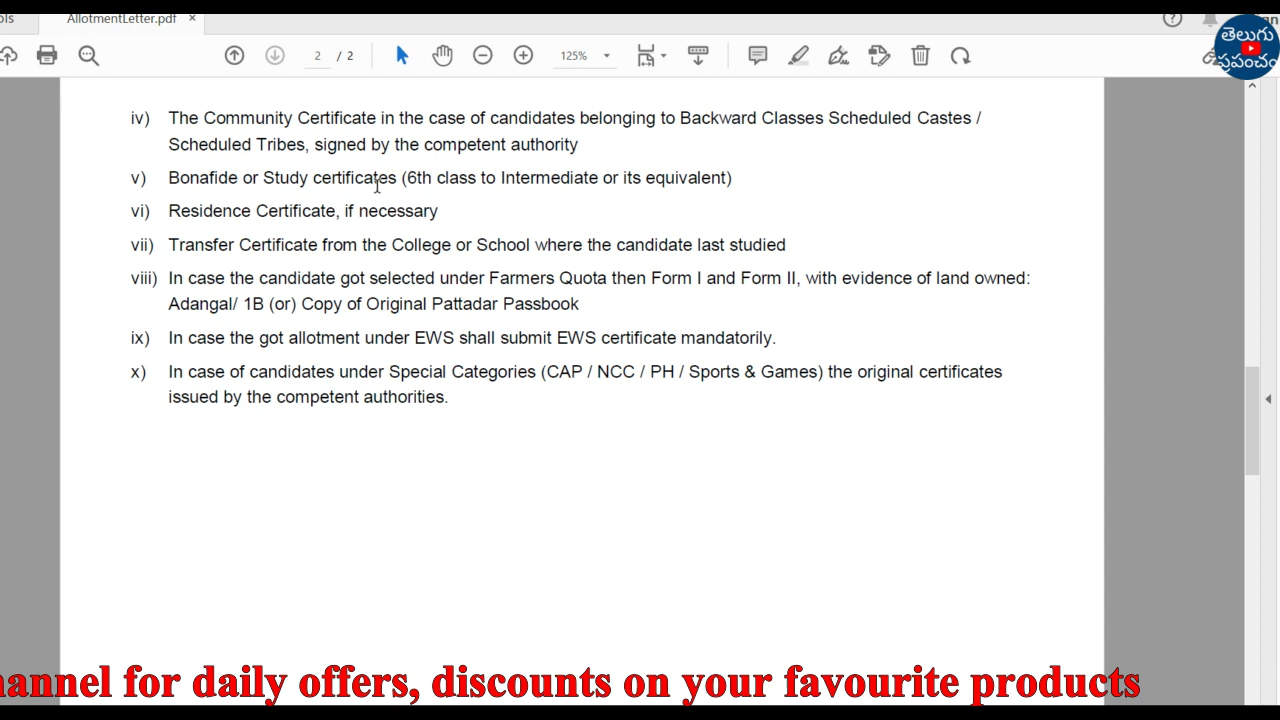 AllotmentLetter.pdf ×
2 / 2
125%
తెలుగు
ప్రపంచం
iv) The Community Certificate in the case of candidates belonging to Backward Classes Scheduled Castes /
Scheduled Tribes, signed by the competent authority
v) Bonafide or Study certificates (6th class to Intermediate or its equivalent)
vi) Residence Certificate, if necessary
vii) Transfer Certificate from the College or School where the candidate last studied
viii) In case the candidate got selected under Farmers Quota then Form I and Form II, with evidence of land owned:
Adangal/ 1B (or) Copy of Original Pattadar Passbook
ix) In case the got allotment under EWS shall submit EWS certificate mandatorily.
x) In case of candidates under Special Categories (CAP / NCC / PH / Sports & Games) the original certificates
issued by the competent authorities.
for daily offers, discounts on your favourite products